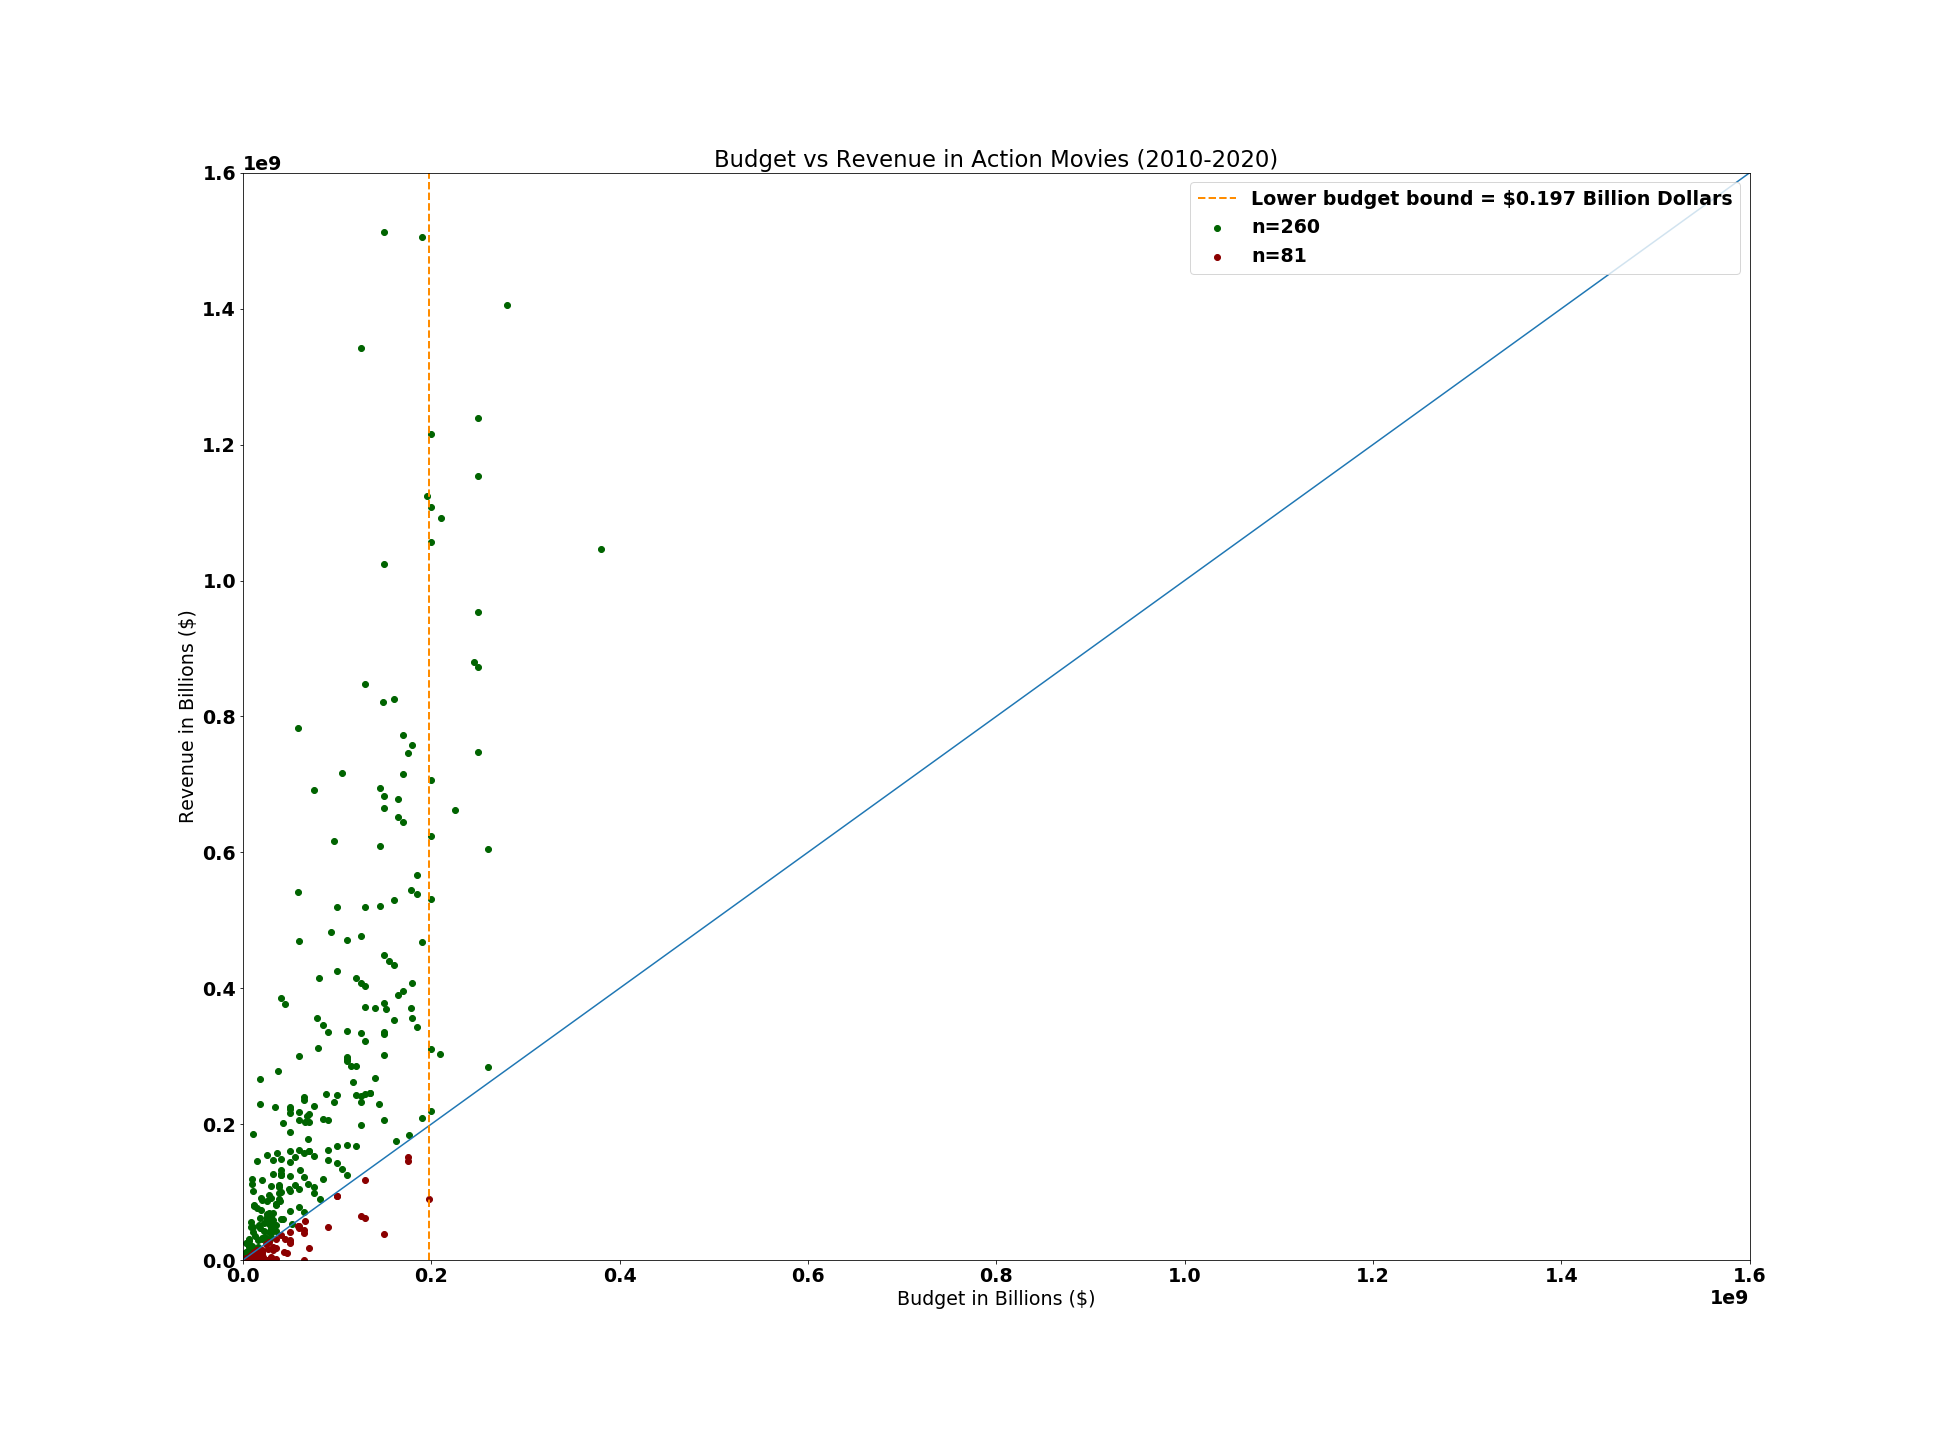 Budget vs Revenue in Action Movies (2010-2020)
1e9
1.6
1.4
1.2
1.0
0.8
0.6
0.4
0.2
0.0
Revenue in Billions ($)
Lower budget bound = $0.197 Billion Dollars
n=260
n=81
0.0 0.2 0.4 0.6 0.8 1.0 1.2 1.4 1.6
Budget in Billions ($)
1e9